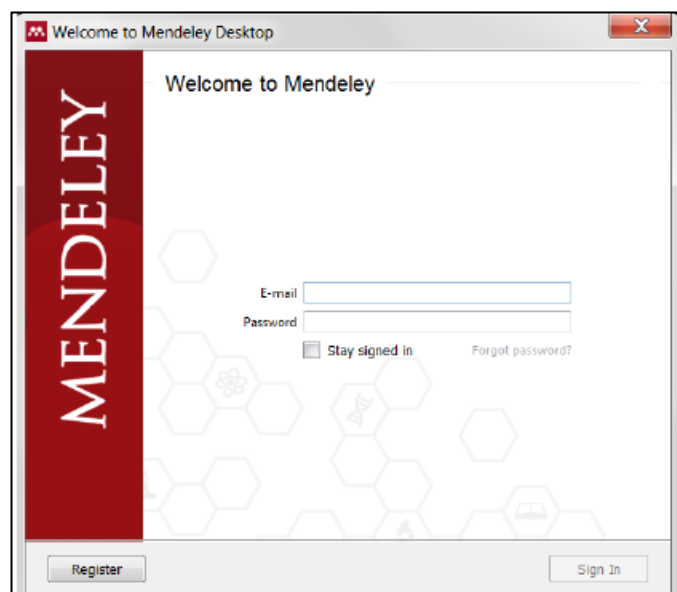 Welcome to Mendeley Desktop
Welcome to Mendeley
MENDELEY
E-mail
Password
Stay signed in
Forgot password?
Register
Sign In